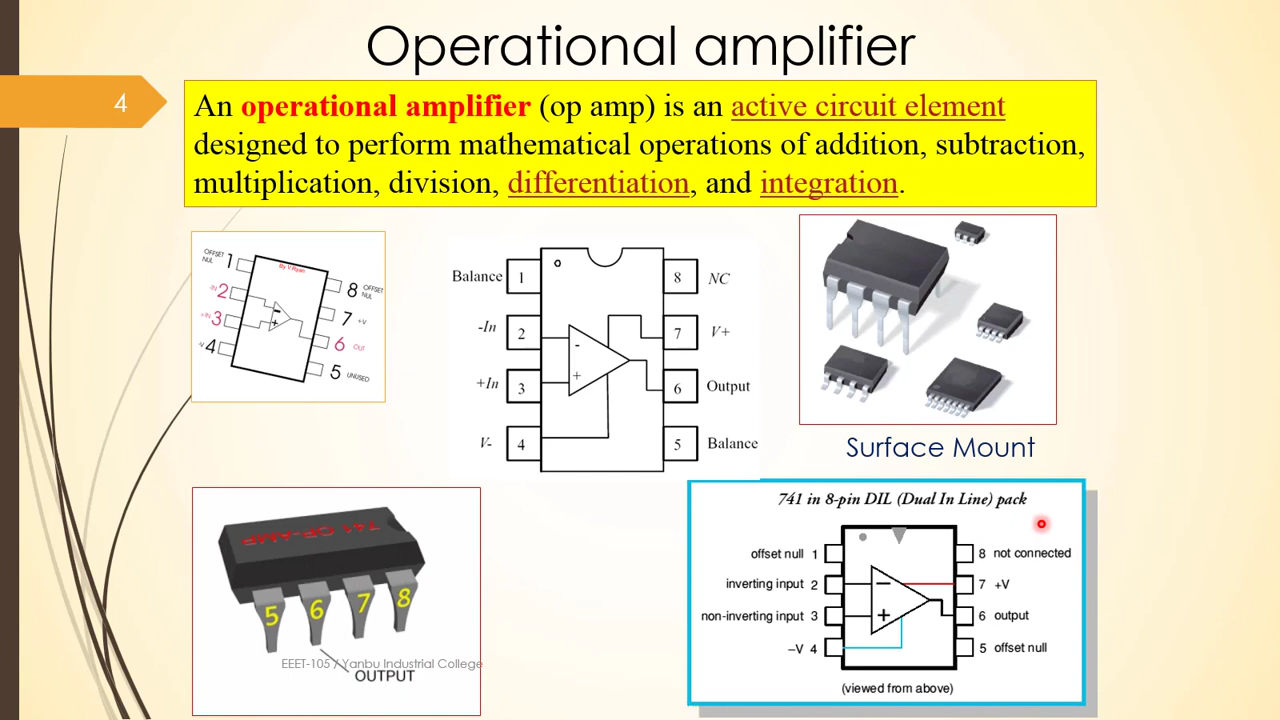 Operational amplifier
4
An operational amplifier (op amp) is an active circuit element
designed to perform mathematical operations of addition, subtraction,
multiplication, division, differentiation, and integration.
By V.Ryan
OFFSET
NUL
1
-IN 2
+IN 3
-V 4
8 OFFSET
NUL
7 +V
6 OUT
5 UNUSED
Balance 1
-In 2
+In 3
V- 4
8 NC
7 V+
6 Output
5 Balance
-
+
Surface Mount
741 OP-AMP
5 6 7 8
OUTPUT
EEET-105 / Yanbu Industrial College
741 in 8-pin DIL (Dual In Line) pack
offset null 1
inverting input 2
non-inverting input 3
–V 4
8 not connected
7 +V
6 output
5 offset null
−
+
(viewed from above)